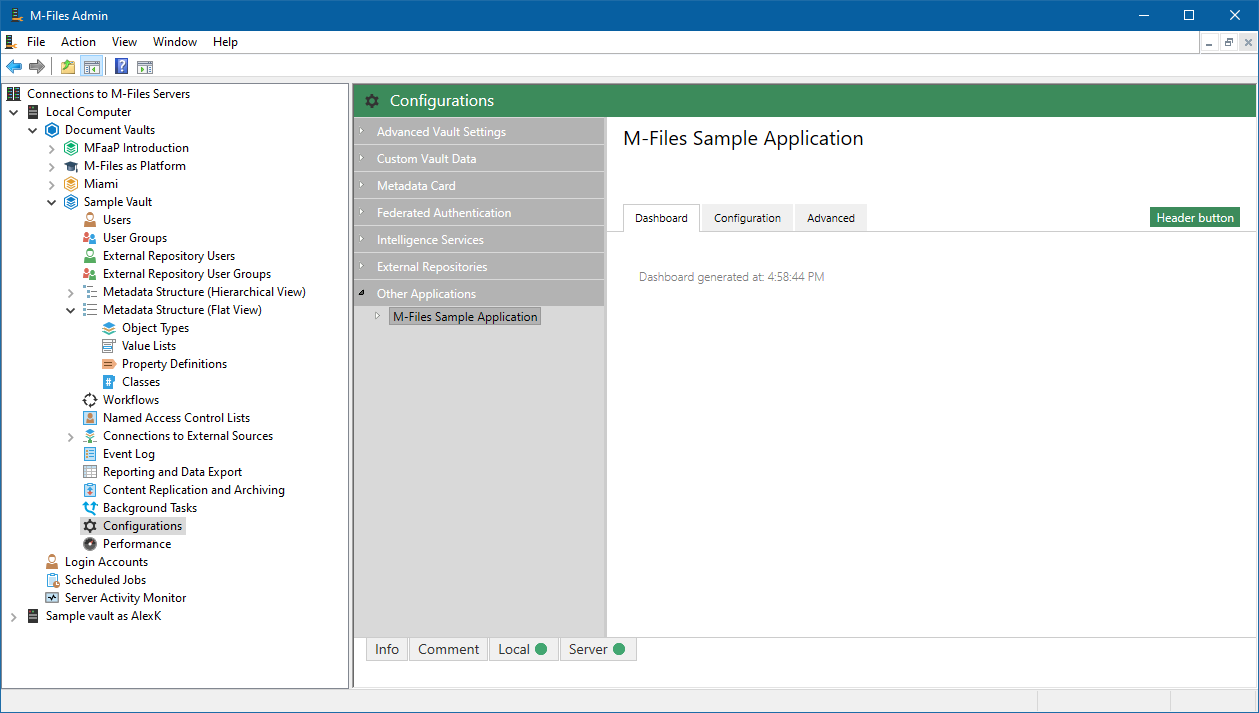 M-Files Admin
File Action View Window Help
Connections to M-Files Servers
Local Computer
Document Vaults
MFaaP Introduction
M-Files as Platform
Miami
Sample Vault
Users
User Groups
External Repository Users
External Repository User Groups
Metadata Structure (Hierarchical View)
Metadata Structure (Flat View)
Object Types
Value Lists
Property Definitions
Classes
Workflows
Named Access Control Lists
Connections to External Sources
Event Log
Reporting and Data Export
Content Replication and Archiving
Background Tasks
Configurations
Performance
Login Accounts
Scheduled Jobs
Server Activity Monitor
Sample vault as AlexK
Configurations
Advanced Vault Settings
Custom Vault Data
Metadata Card
Federated Authentication
Intelligence Services
External Repositories
Other Applications
M-Files Sample Application
M-Files Sample Application
Dashboard Configuration Advanced Header button
Dashboard generated at: 4:58:44 PM
Info Comment Local Server